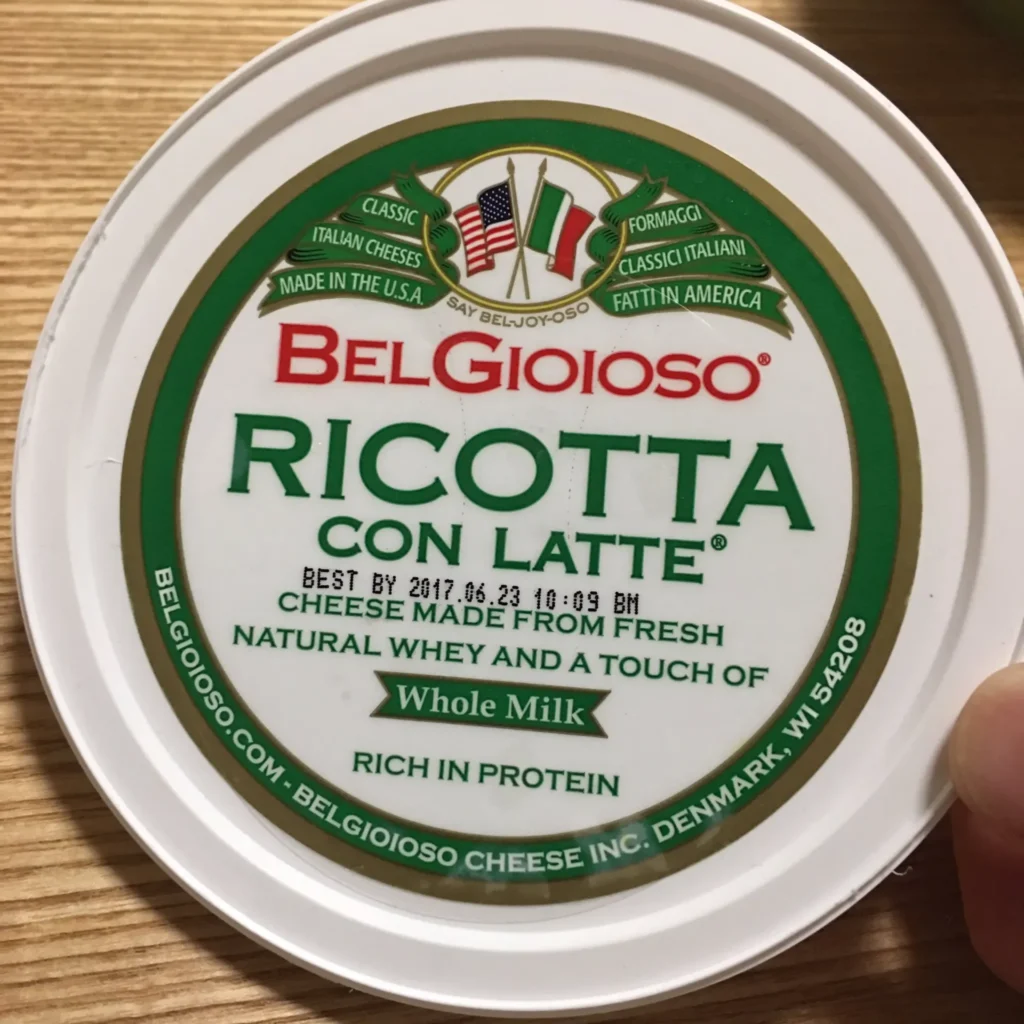 CLASSIC
ITALIAN CHEESES
MADE IN THE U.S.A.
FORMAGGI
CLASSICI ITALIANI
FATTI IN AMERICA
SAY BEL-JOY-OSO
BELGIOIOSO®
RICOTTA
CON LATTE®
BEST BY 2017.06.23 10:09 BM
CHEESE MADE FROM FRESH
NATURAL WHEY AND A TOUCH OF
Whole Milk
RICH IN PROTEIN
BELGIOIOSO.COM - BELGIOIOSO CHEESE INC. DENMARK, WI 54208